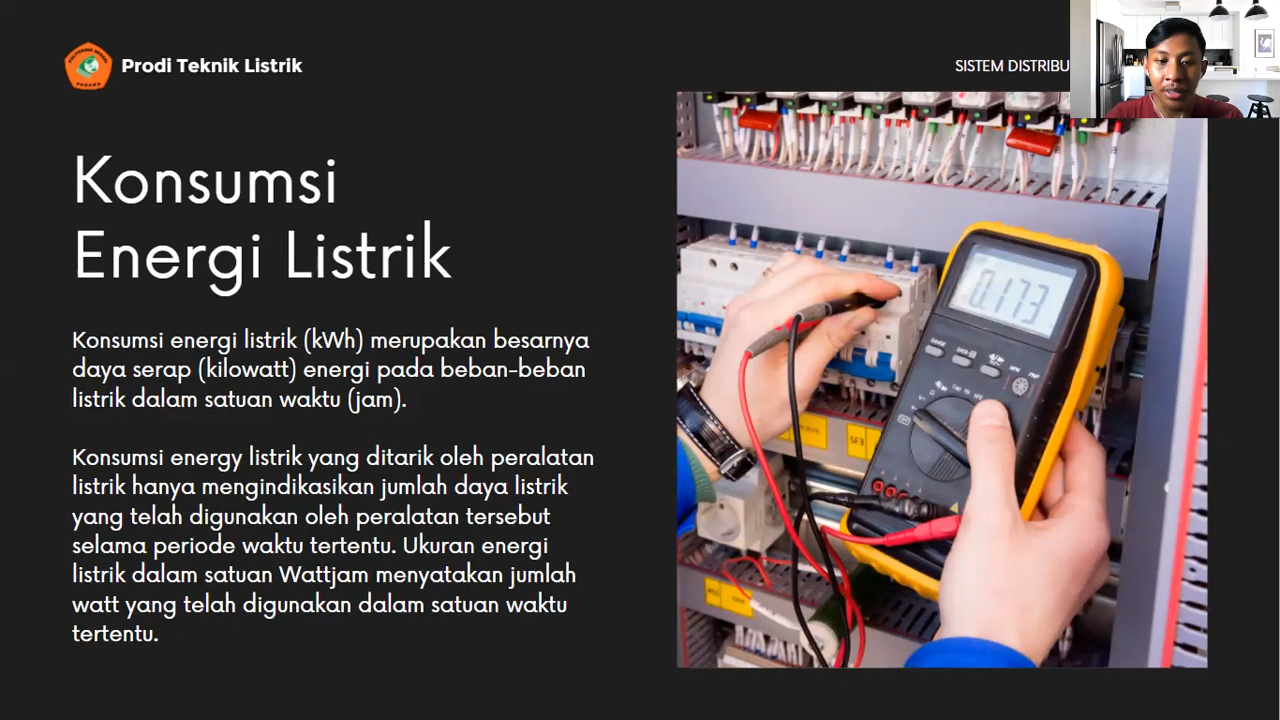 Prodi Teknik Listrik
SISTEM DISTRIBU
Konsumsi
Energi Listrik
Konsumsi energi listrik (kWh) merupakan besarnya
daya serap (kilowatt) energi pada beban-beban
listrik dalam satuan waktu (jam).
Konsumsi energy listrik yang ditarik oleh peralatan
listrik hanya mengindikasikan jumlah daya listrik
yang telah digunakan oleh peralatan tersebut
selama periode waktu tertentu. Ukuran energi
listrik dalam satuan Wattjam menyatakan jumlah
watt yang telah digunakan dalam satuan waktu
tertentu.
0.173
RANGE
SF3